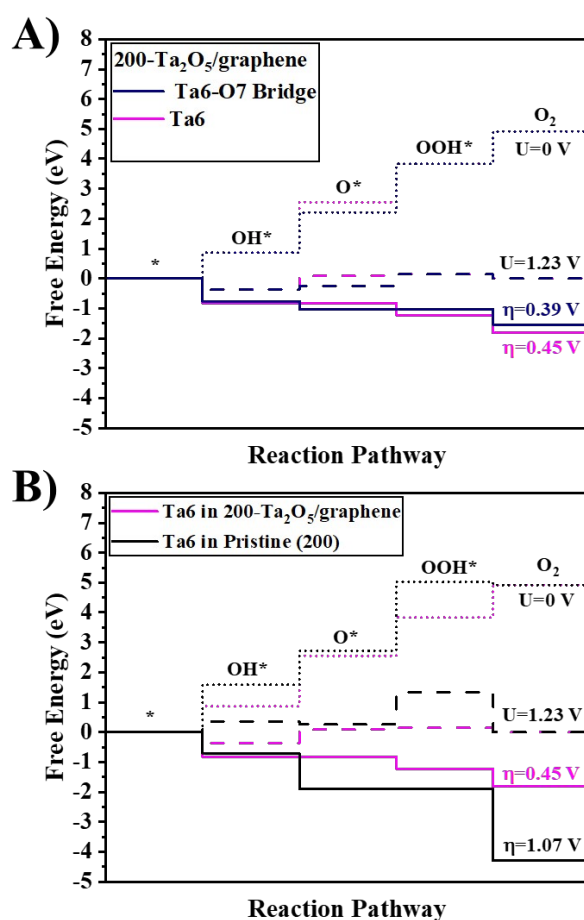 A)
8
7
6
5
4
3
2
1
0
-1
-2
-3
-4
-5
Free Energy (eV)
200-Ta₂O₅/graphene
Ta6-O7 Bridge
Ta6
*
OH*
O*
OOH*
O₂
U=0 V
U=1.23 V
η=0.39 V
η=0.45 V
Reaction Pathway
B)
8
7
6
5
4
3
2
1
0
-1
-2
-3
-4
-5
Free Energy (eV)
Ta6 in 200-Ta₂O₅/graphene
Ta6 in Pristine (200)
*
OH*
O*
OOH*
O₂
U=0 V
U=1.23 V
η=0.45 V
η=1.07 V
Reaction Pathway